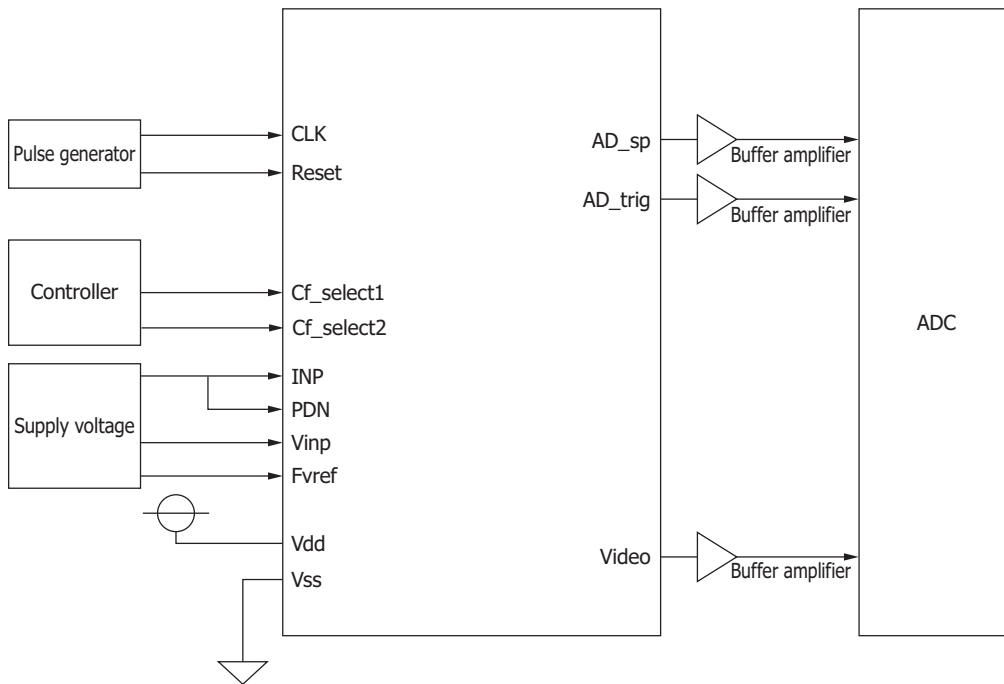 Pulse generator
CLK
Reset
Controller
Cf_select1
Cf_select2
Supply voltage
INP
PDN
Vinp
Fvref
Vdd
Vss
AD_sp
Buffer amplifier
AD_trig
Buffer amplifier
Video
Buffer amplifier
ADC